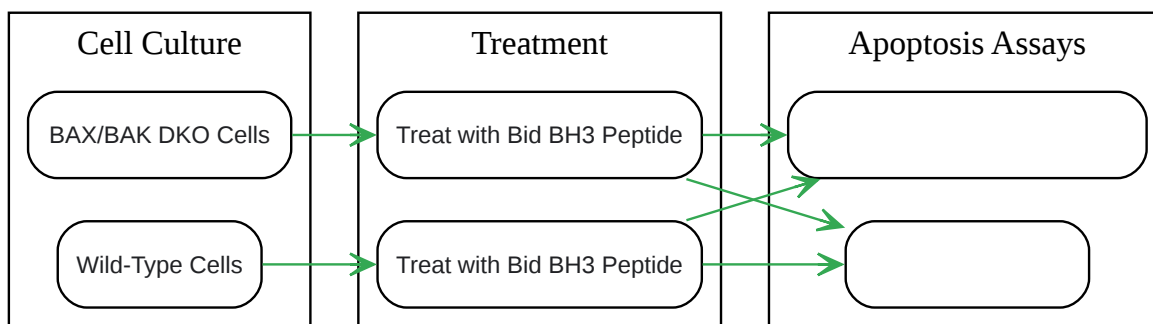 Cell Culture
Treatment
Apoptosis Assays
BAX/BAK DKO Cells
Treat with Bid BH3 Peptide
Wild-Type Cells
Treat with Bid BH3 Peptide